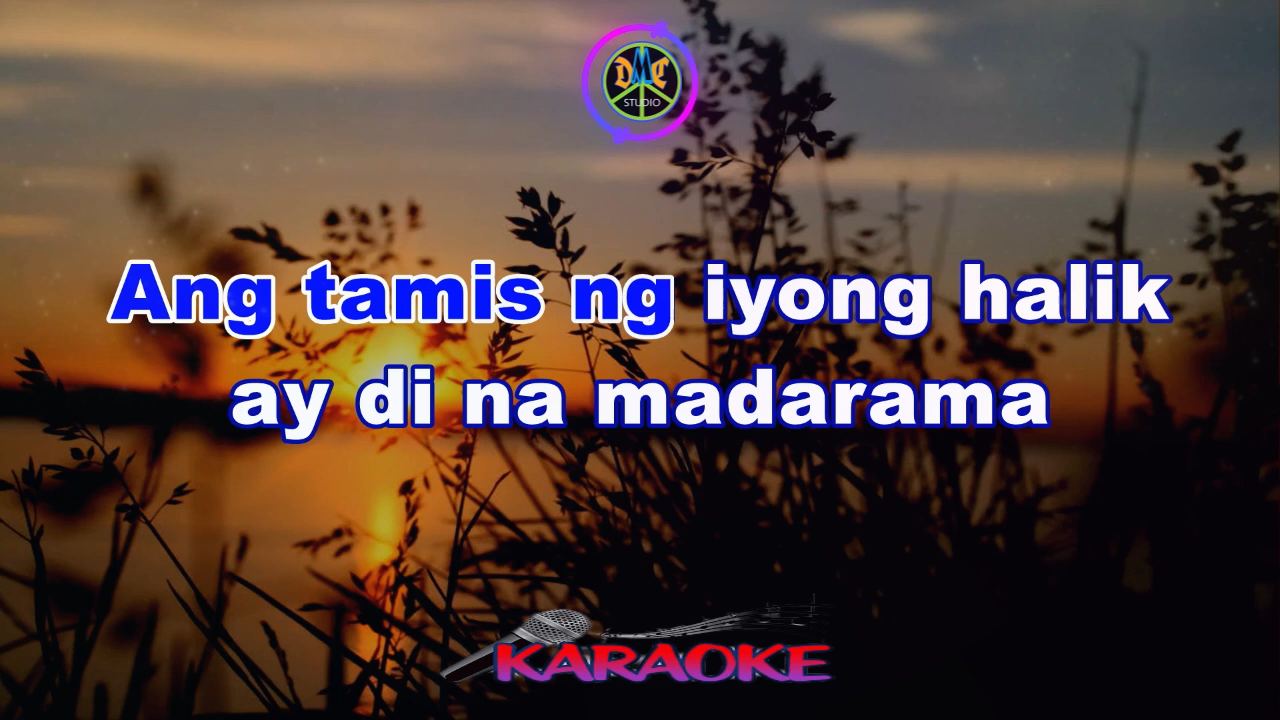 DMC
STUDIO
Ang tamis ng iyong halik
ay di na madarama
KARAOKE